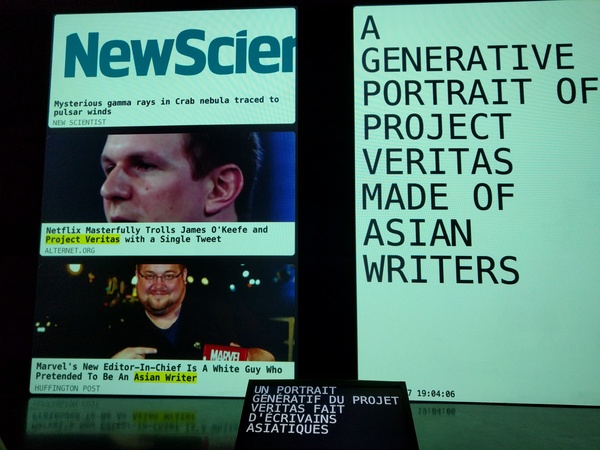 NewScien
Mysterious gamma rays in Crab nebula traced to
pulsar winds
NEW SCIENTIST
Netflix Masterfully Trolls James O'Keefe and
Project Veritas with a Single Tweet
ALTERNET.ORG
MARVEL
Marvel's New Editor-In-Chief Is A White Guy Who
Pretended To Be An Asian Writer
HUFFINGTON POST
A
GENERATIVE
PORTRAIT OF
PROJECT
VERITAS
MADE OF
ASIAN
WRITERS
7 19:04:06
UN PORTRAIT
GÉNÉRATIF DU PROJET
VERITAS FAIT
D'ÉCRIVAINS
ASIATIQUES